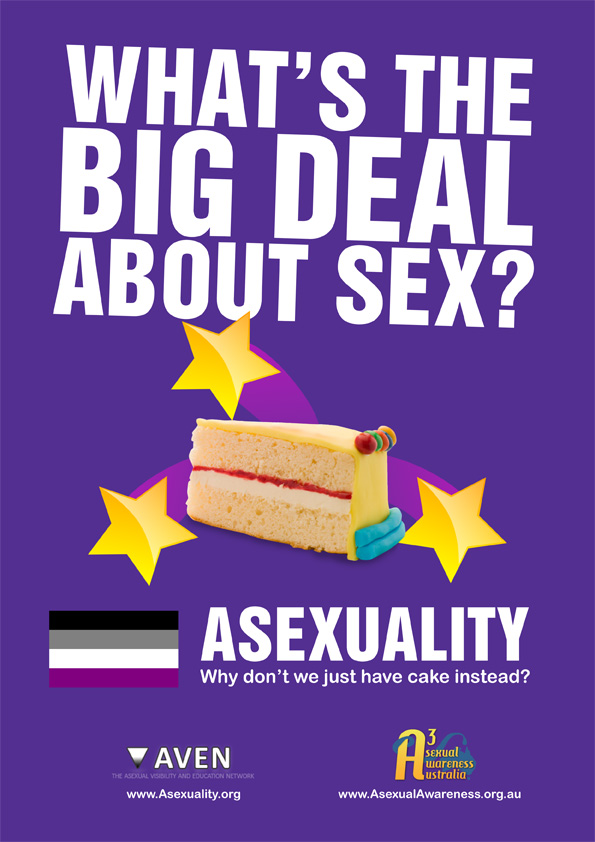 WHAT'S THE
BIG DEAL
ABOUT SEX?
ASEXUALITY
Why don't we just have cake instead?
AVEN
THE ASEXUAL VISIBILITY AND EDUCATION NETWORK
www.Asexuality.org
A3
Asexual
Awareness
Australia
www.AsexualAwareness.org.au